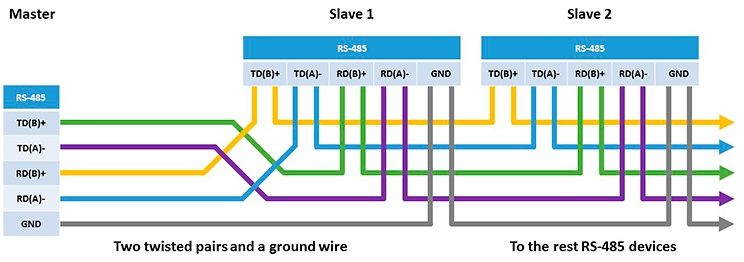 Master Slave 1 Slave 2
RS-485 RS-485
TD(B)+ TD(A)- RD(B)+ RD(A)- GND TD(B)+ TD(A)- RD(B)+ RD(A)- GND
RS-485
TD(B)+
TD(A)-
RD(B)+
RD(A)-
GND
Two twisted pairs and a ground wire To the rest RS-485 devices